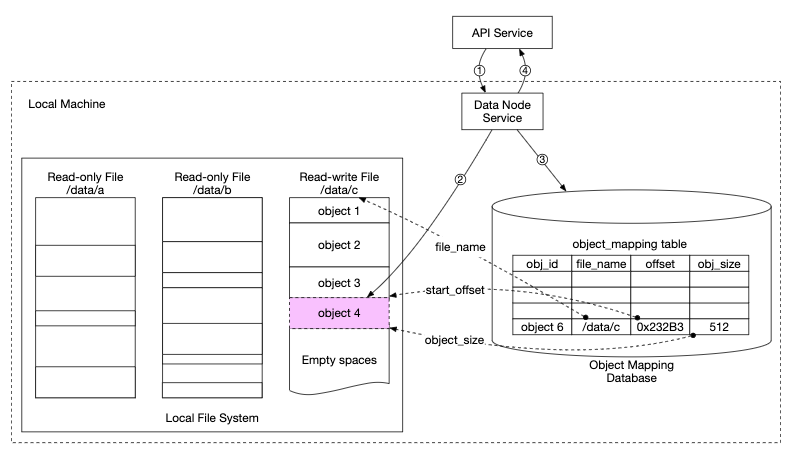 API Service
①
④
Local Machine
Data Node
Service
②
③
Read-only File
/data/a
Read-only File
/data/b
Read-write File
/data/c
object 1
object 2
object 3
object 4
Empty spaces
Local File System
file_name
start_offset
object_size
object_mapping table
obj_id file_name offset obj_size
object 6 /data/c 0x232B3 512
Object Mapping
Database